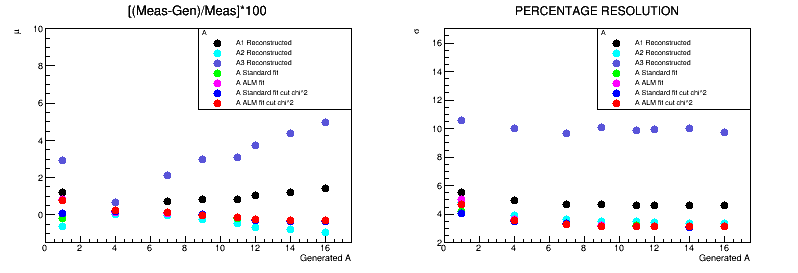 [(Meas-Gen)/Meas]*100
μ
10
8
6
4
2
0
A
A1 Reconstructed
A2 Reconstructed
A3 Reconstructed
A Standard fit
A ALM fit
A Standard fit cut chi^2
A ALM fit cut chi^2
0 2 4 6 8 10 12 14 16
Generated A
PERCENTAGE RESOLUTION
σ
16
14
12
10
8
6
4
2
A
A1 Reconstructed
A2 Reconstructed
A3 Reconstructed
A Standard fit
A ALM fit
A Standard fit cut chi^2
A ALM fit cut chi^2
0 2 4 6 8 10 12 14 16
Generated A